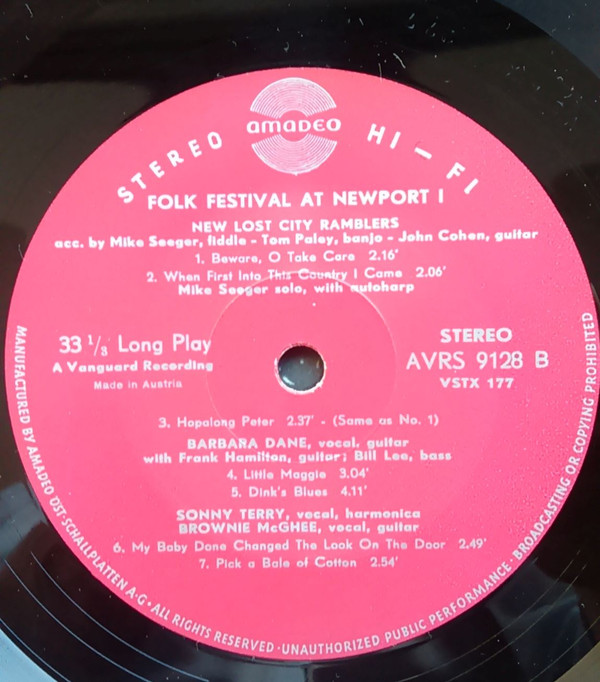 STEREO HI-FI
AMADEO
FOLK FESTIVAL AT NEWPORT I
NEW LOST CITY RAMBLERS
acc. by Mike Seeger, fiddle - Tom Paley, banjo - John Cohen, guitar
1. Beware, O Take Care 2.16'
2. When First Into This Country I Came 2.06'
Mike Seeger solo, with autoharp
33 1/3 Long Play
A Vanguard Recording
Made in Austria
STEREO
AVRS 9128 B
VSTX 177
3. Hopalong Peter 2.37' - (Same as No. 1)
BARBARA DANE, vocal, guitar
with Frank Hamilton, guitar; Bill Lee, bass
4. Little Maggie 3.04'
5. Dink's Blues 4.11'
SONNY TERRY, vocal, harmonica
BROWNIE McGHEE, vocal, guitar
6. My Baby Done Changed The Look On The Door 2.49'
7. Pick a Bale of Cotton 2.54'
MANUFACTURED BY AMADEO ÖST-SCHALLPLATTEN A·G · ALL RIGHTS RESERVED · UNAUTHORIZED PUBLIC PERFORMANCE · BROADCASTING OR COPYING PROHIBITED